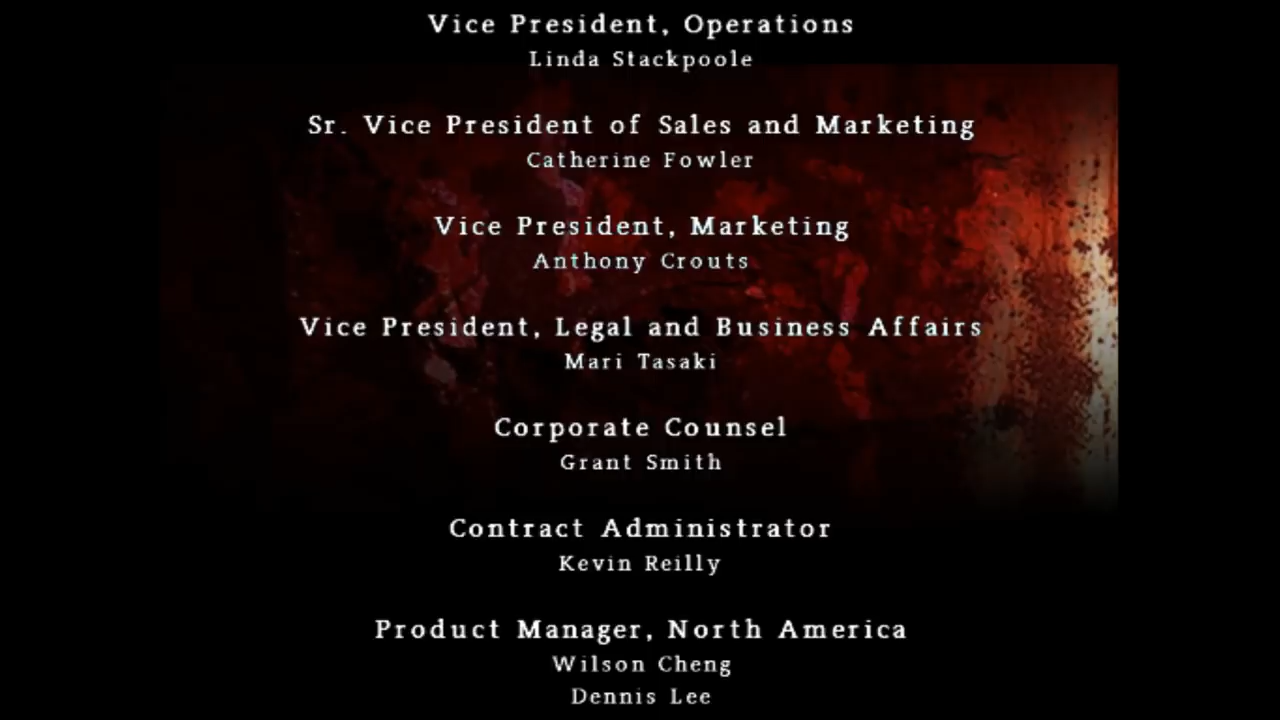 Vice President, Operations
Linda Stackpoole
Sr. Vice President of Sales and Marketing
Catherine Fowler
Vice President, Marketing
Anthony Crouts
Vice President, Legal and Business Affairs
Mari Tasaki
Corporate Counsel
Grant Smith
Contract Administrator
Kevin Reilly
Product Manager, North America
Wilson Cheng
Dennis Lee